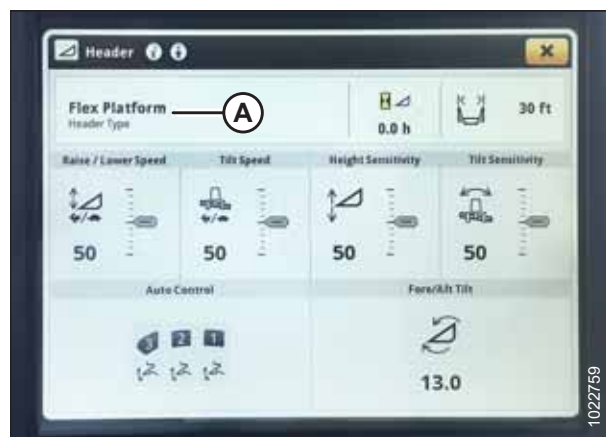 Header
Flex Platform
Header Type
A
0.0 h
30 ft
Raise / Lower Speed
Tilt Speed
Height Sensitivity
Tilt Sensitivity
50
50
50
50
Auto Control
Fore/Aft Tilt
3 2 1
13.0
1022759